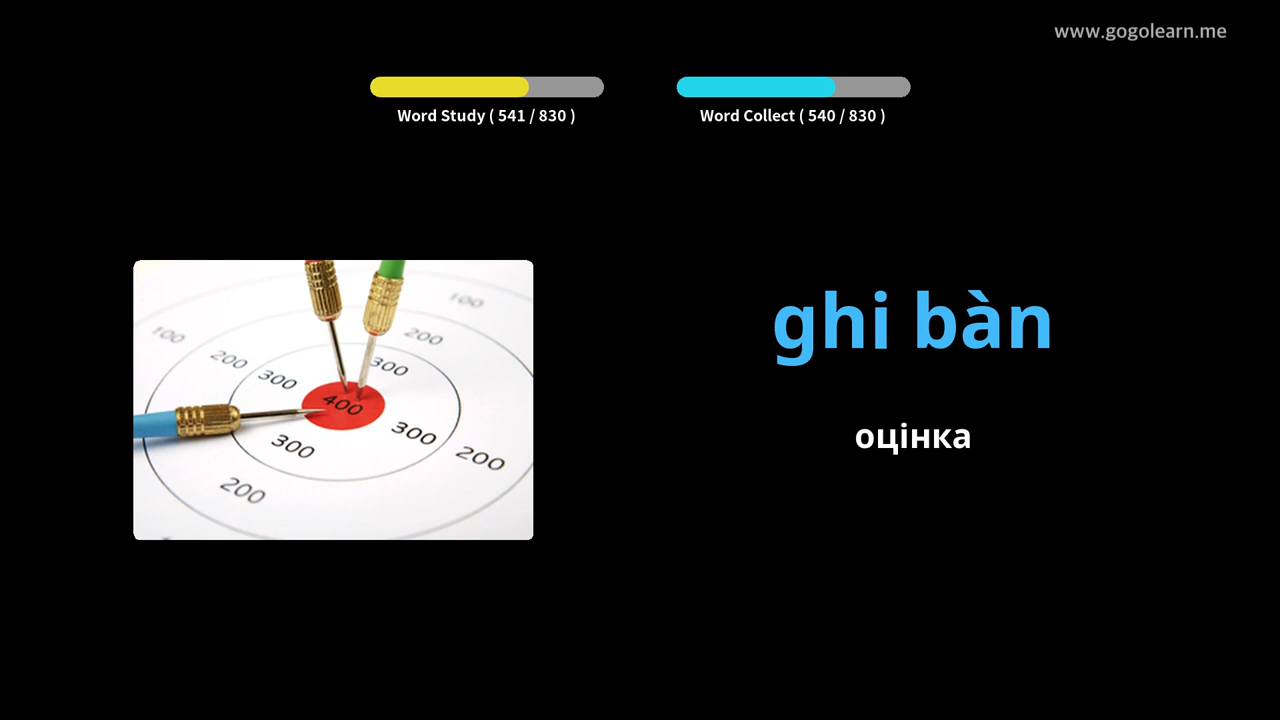 www.gogolearn.me
Word Study ( 541 / 830 )
Word Collect ( 540 / 830 )
ghi bàn
оцінка
100
100
200
200
300
300
400
300
300
200
200